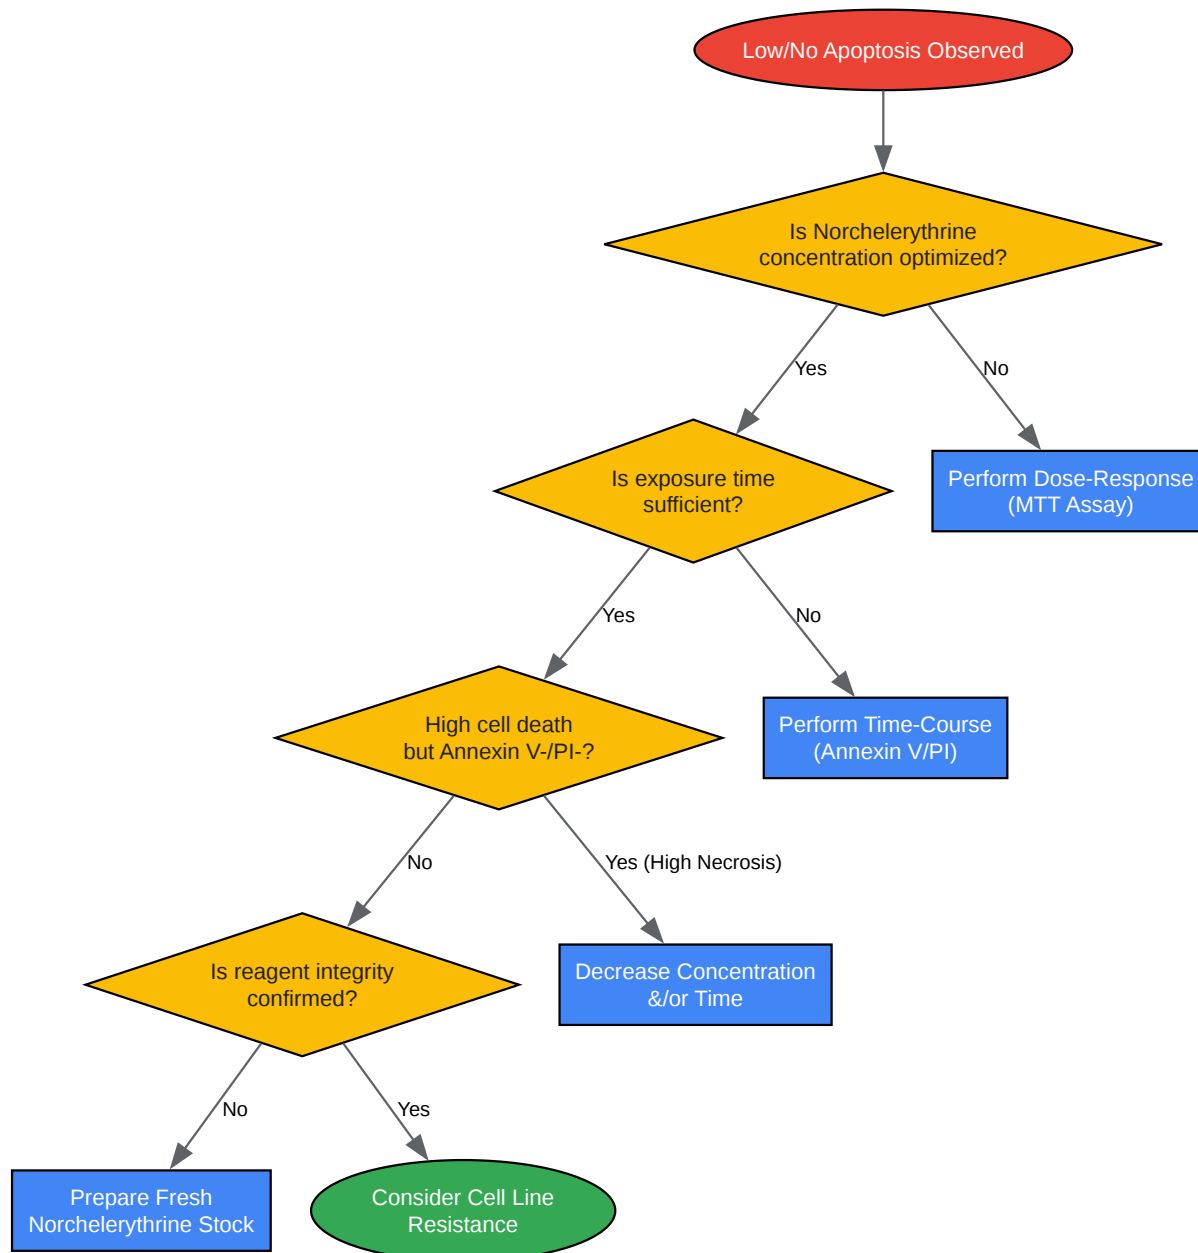 Low/No Apoptosis Observed
Is Norchelerythrine
concentration optimized?
Yes
No
Is exposure time
sufficient?
Perform Dose-Response
(MTT Assay)
Yes
No
High cell death
but Annexin V-/PI-?
Perform Time-Course
(Annexin V/PI)
No
Yes (High Necrosis)
Is reagent integrity
confirmed?
Decrease Concentration
&/or Time
No
Yes
Prepare Fresh
Norchelerythrine Stock
Consider Cell Line
Resistance